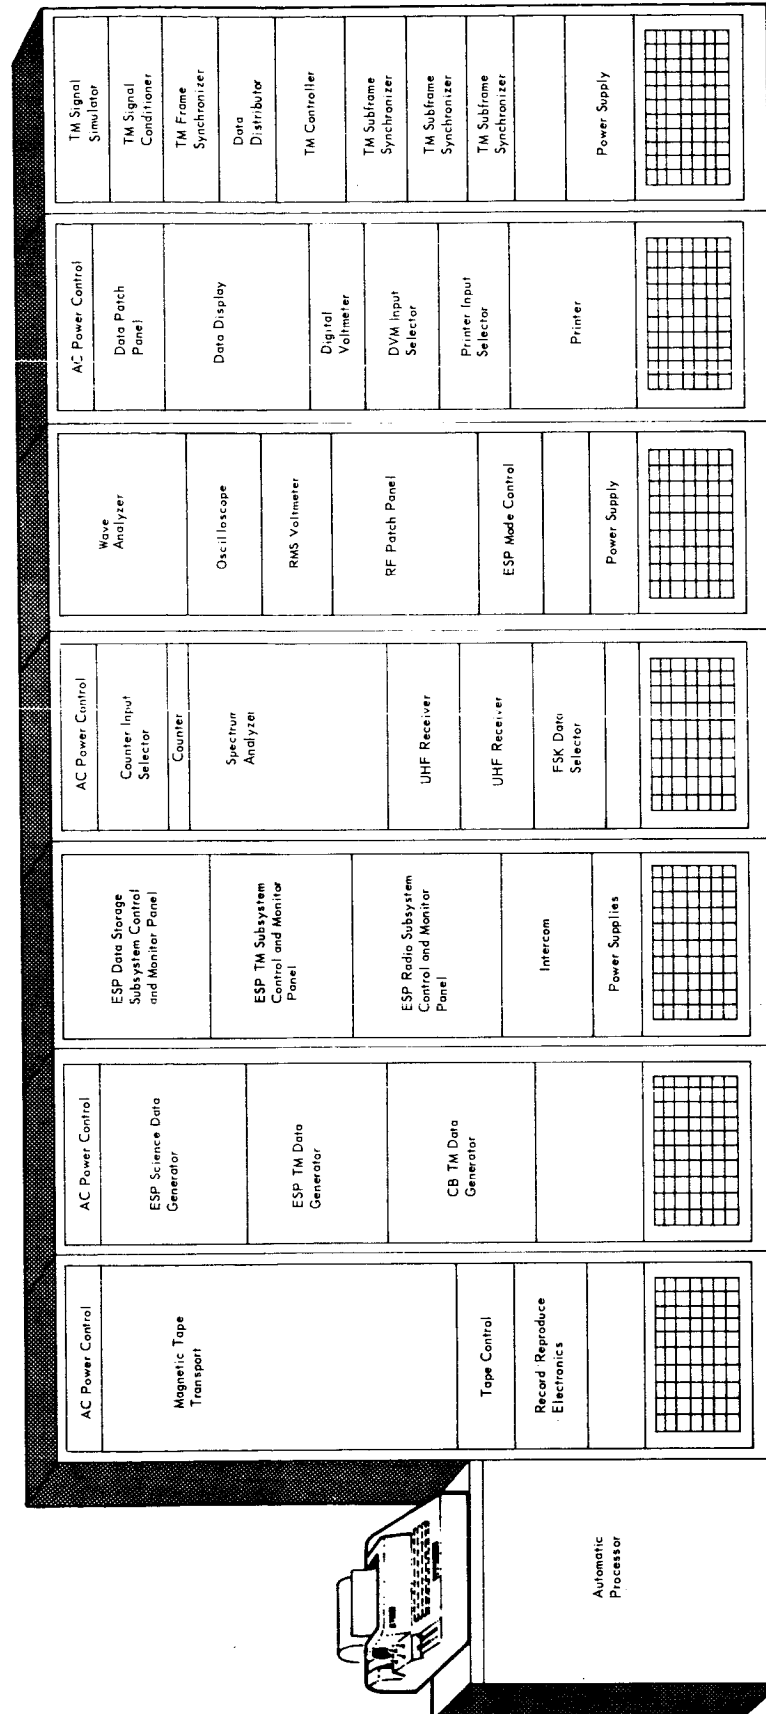 Automatic
Processor
AC Power Control
Magnetic Tape
Transport
Tape Control
Record Reproduce
Electronics
AC Power Control
ESP Science Data
Generator
ESP TM Data
Generator
CB TM Data
Generator
ESP Data Storage
Subsystem Control
and Monitor Panel
ESP TM Subsystem
Control and Monitor
Panel
ESP Radio Subsystem
Control and Monitor
Panel
Intercom
Power Supplies
AC Power Control
Counter Input
Selector
Counter
Spectrum
Analyzer
UHF Receiver
UHF Receiver
FSK Data
Selector
Wave
Analyzer
Oscilloscope
RMS Voltmeter
RF Patch Panel
ESP Mode Control
Power Supply
AC Power Control
Data Patch
Panel
Data Display
Digital
Voltmeter
DVM Input
Selector
Printer Input
Selector
Printer
TM Signal
Simulator
TM Signal
Conditioner
TM Frame
Synchronizer
Data
Distributor
TM Controller
TM Subframe
Synchronizer
TM Subframe
Synchronizer
TM Subframe
Synchronizer
Power Supply